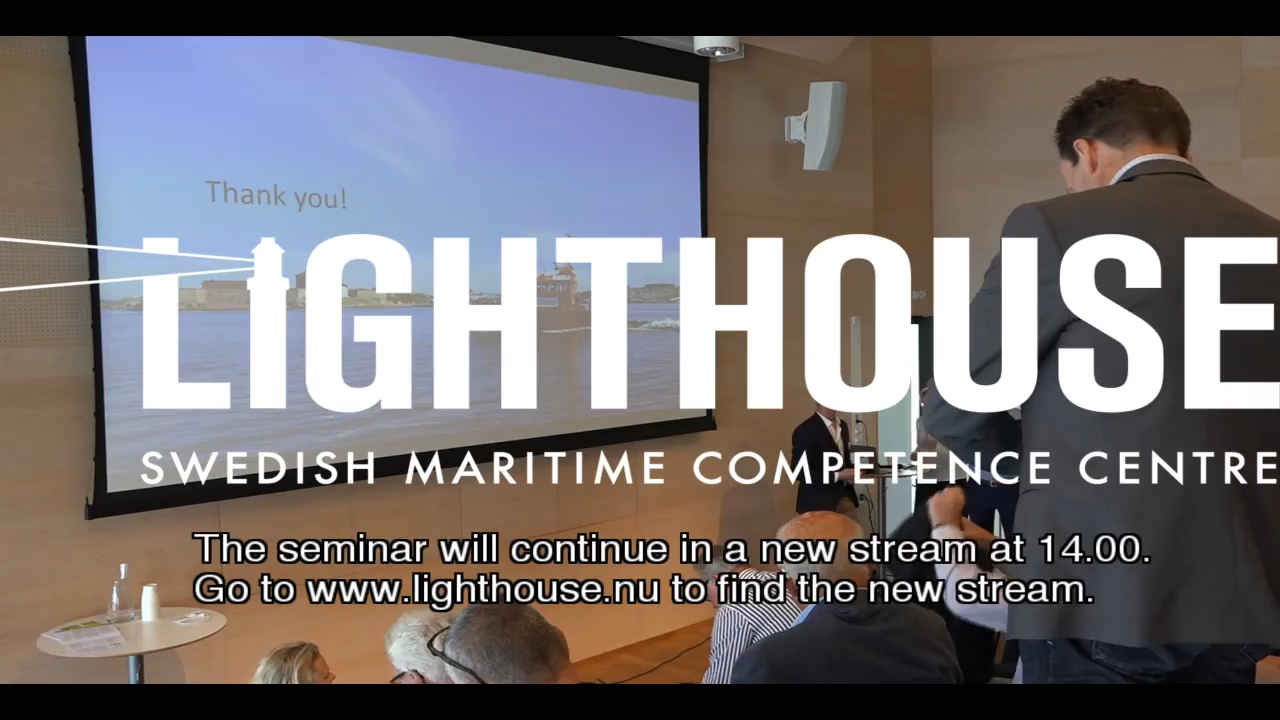 Thank you!
LIGHTHOUSE
SWEDISH MARITIME COMPETENCE CENTRE
The seminar will continue in a new stream at 14.00.
Go to www.lighthouse.nu to find the new stream.